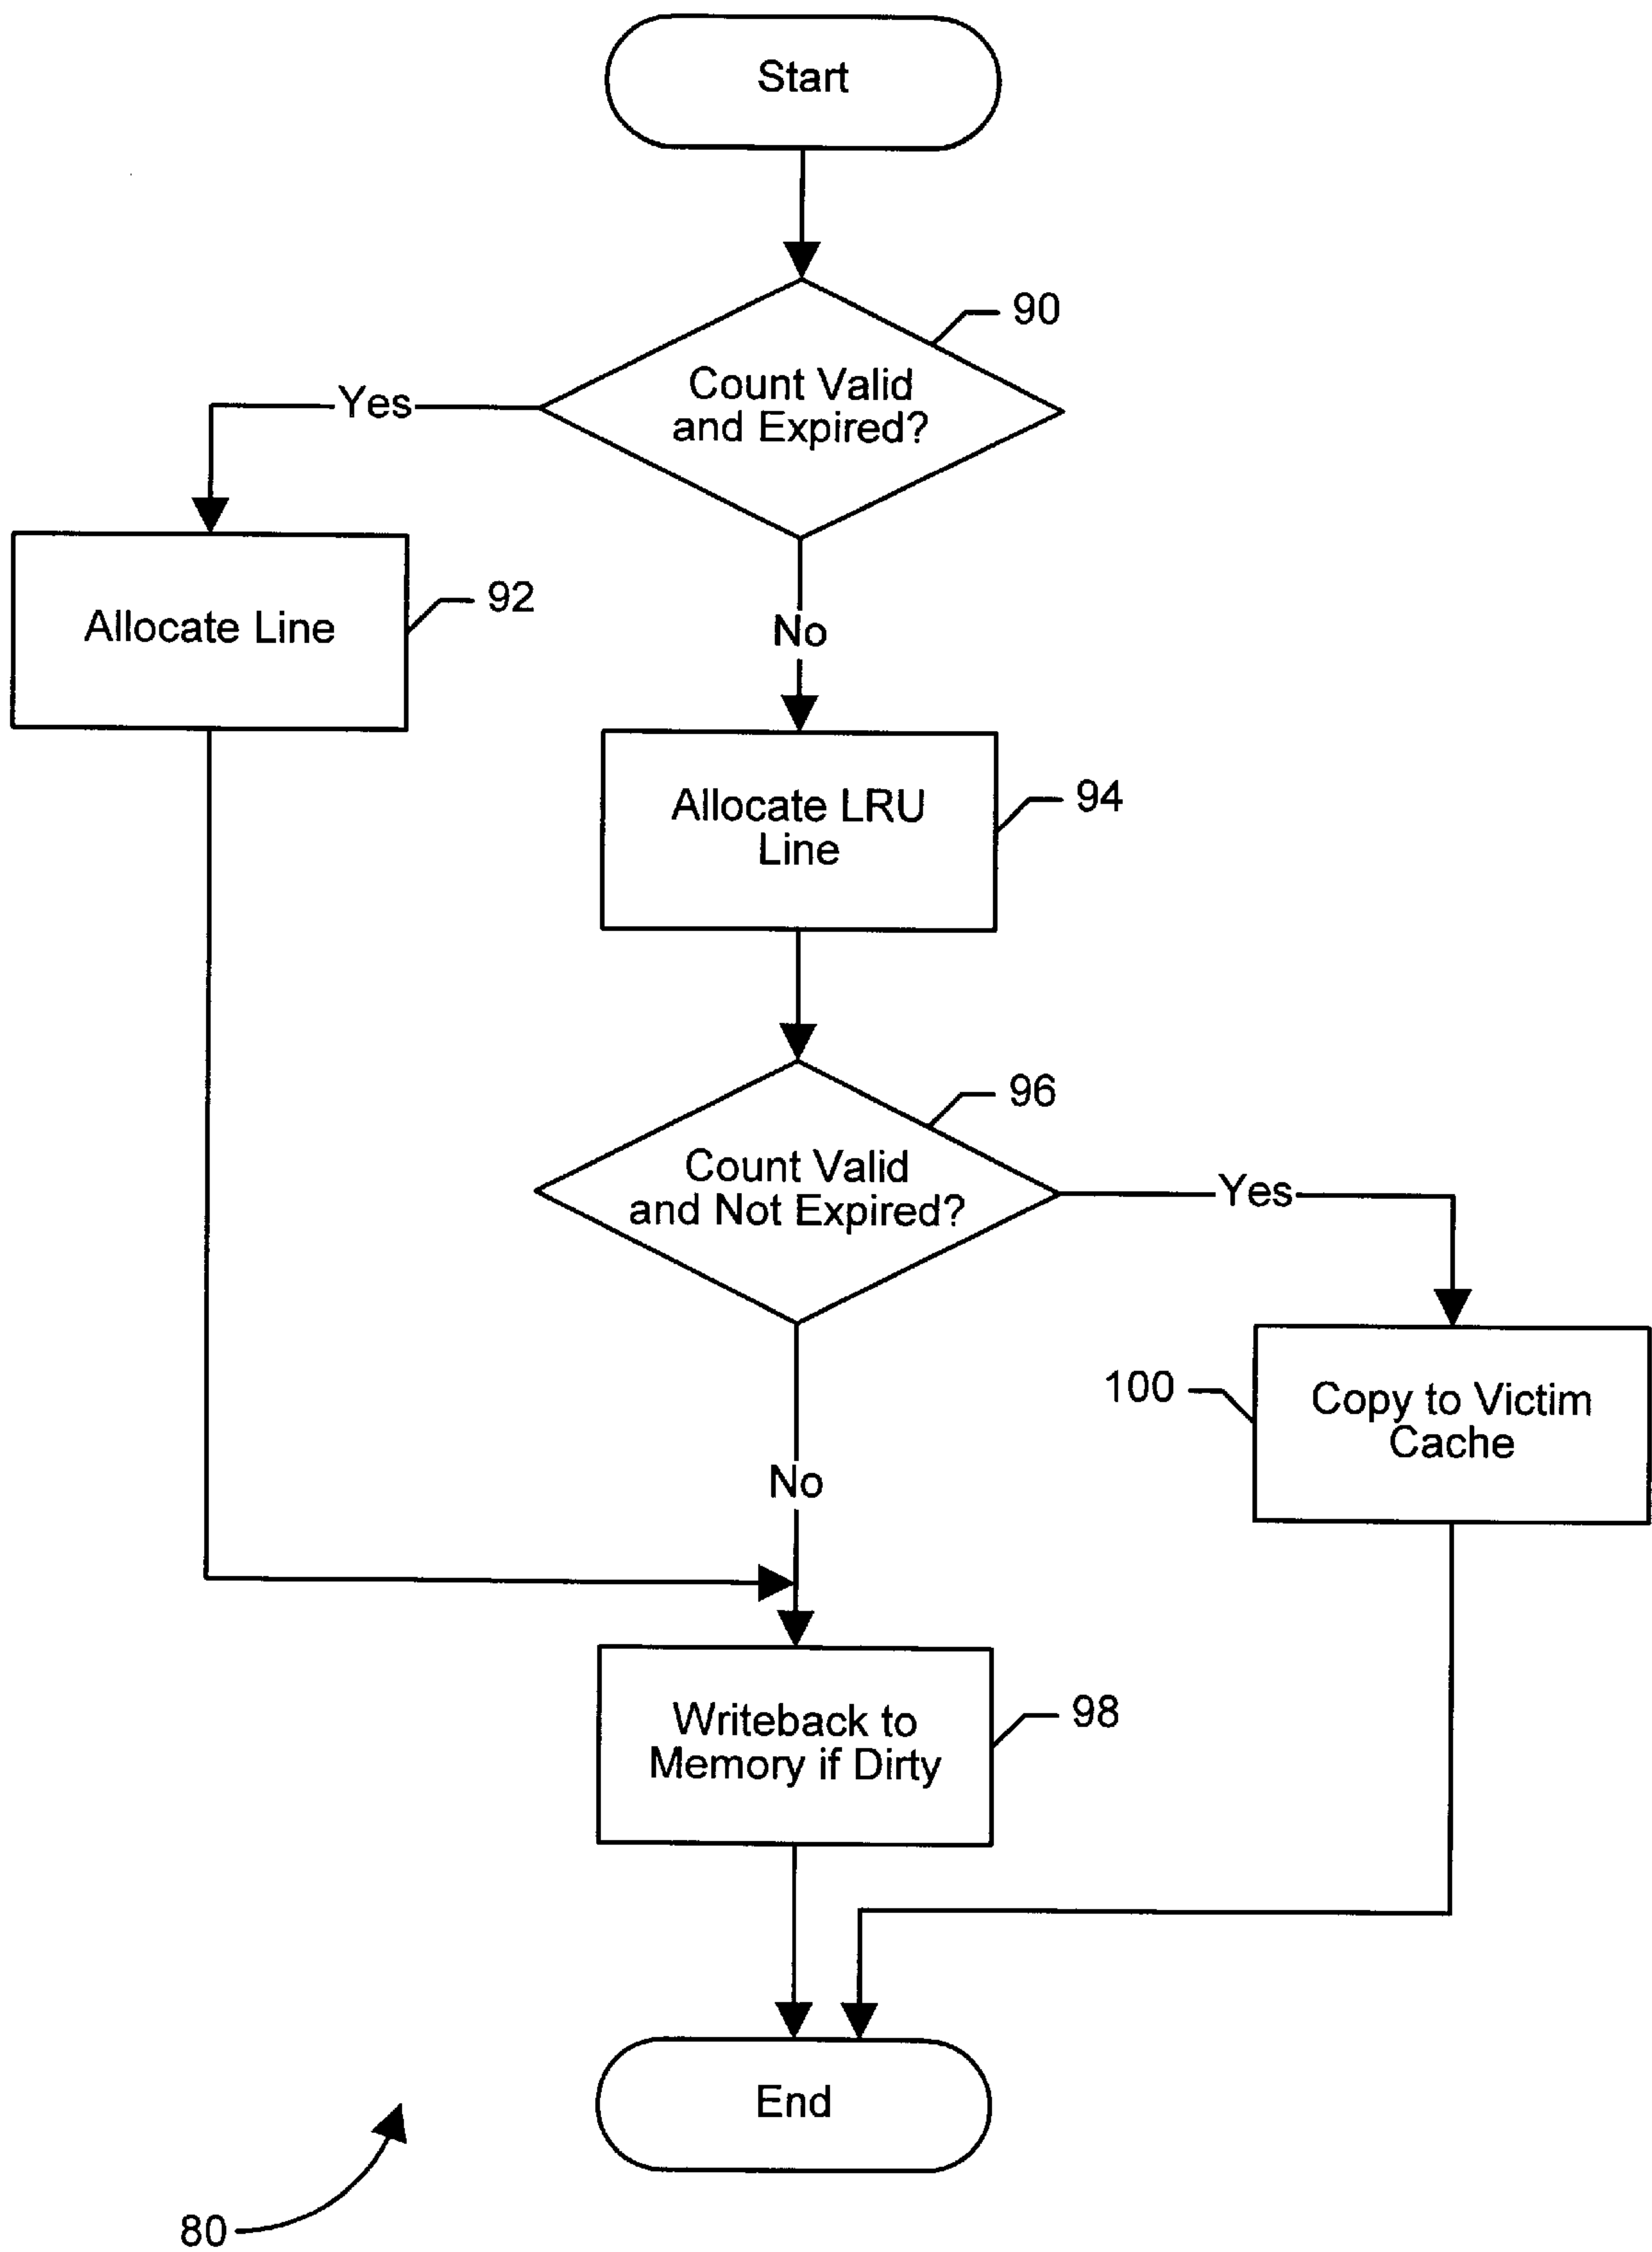 Start
90
Count Valid
and Expired?
Yes
92
Allocate Line
No
94
Allocate LRU
Line
96
Count Valid
and Not Expired?
Yes
100
Copy to Victim
Cache
No
98
Writeback to
Memory if Dirty
End
80